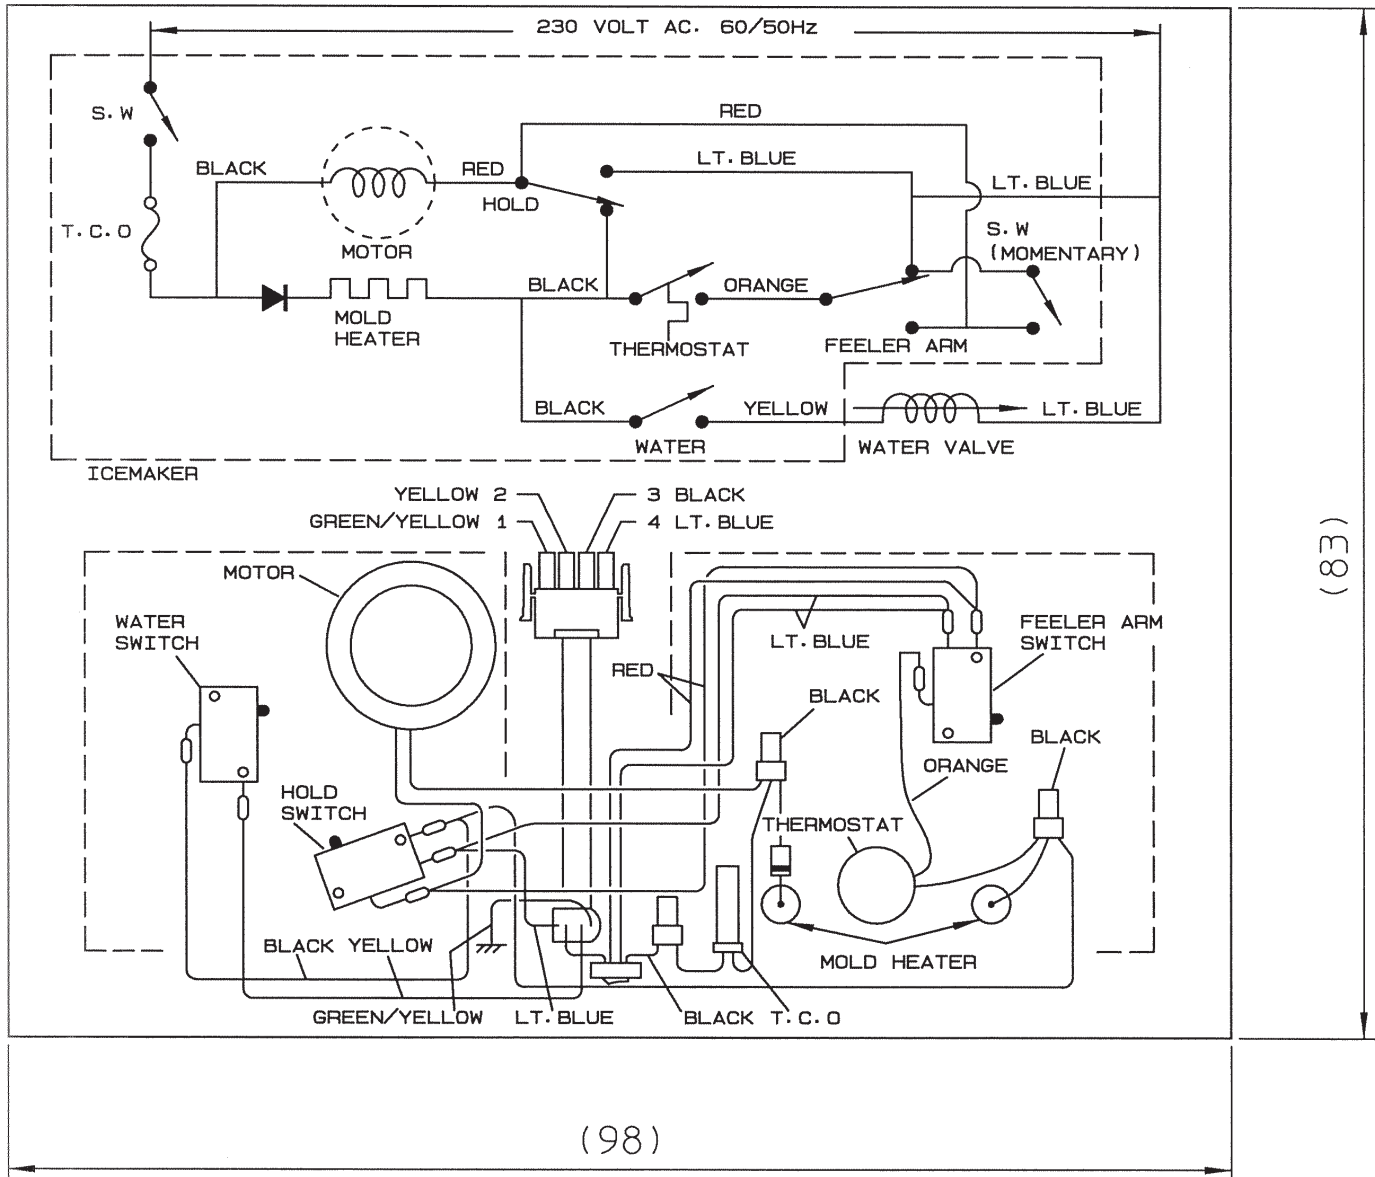 230 VOLT AC. 60/50Hz
S.W
RED
LT.BLUE
BLACK
RED
LT.BLUE
HOLD
T.C.O
S.W
(MOMENTARY)
MOTOR
BLACK
ORANGE
MOLD
HEATER
THERMOSTAT
FEELER ARM
BLACK
YELLOW
LT.BLUE
WATER
WATER VALVE
ICEMAKER
YELLOW 2
3 BLACK
GREEN/YELLOW 1
4 LT.BLUE
(83)
MOTOR
WATER
SWITCH
FEELER ARM
SWITCH
LT.BLUE
RED
BLACK
BLACK
ORANGE
HOLD
SWITCH
THERMOSTAT
BLACK
YELLOW
MOLD HEATER
GREEN/YELLOW
LT.BLUE
BLACK
T.C.O
(98)